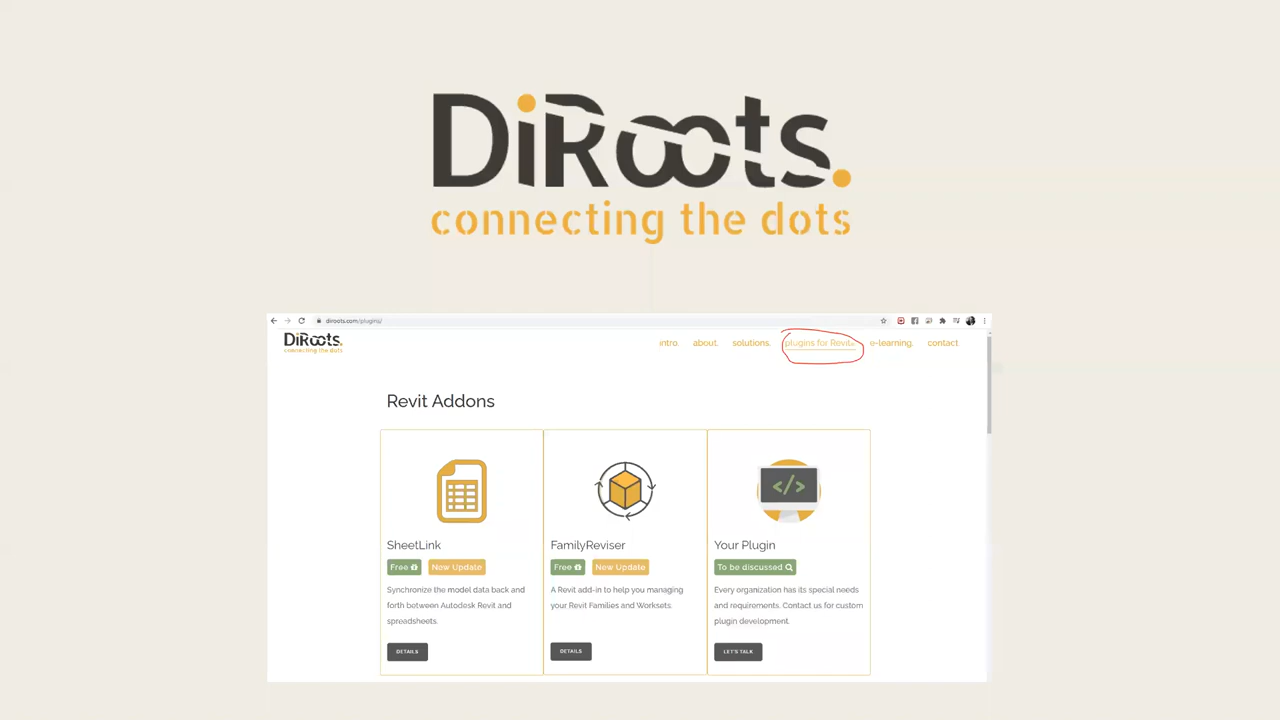 DiRoots.
connecting the dots
diroots.com/plugins/
DiRoots.
connecting the dots
intro. about. solutions. plugins for Revit. e-learning. contact
Revit Addons
</>
SheetLink
Free New Update
Synchronize the model data back and
forth between Autodesk Revit and
spreadsheets.
DETAILS
FamilyReviser
Free New Update
A Revit add-in to help you managing
your Revit Families and Worksets.
DETAILS
Your Plugin
To be discussed
Every organization has its special needs
and requirements. Contact us for custom
plugin development.
LET'S TALK